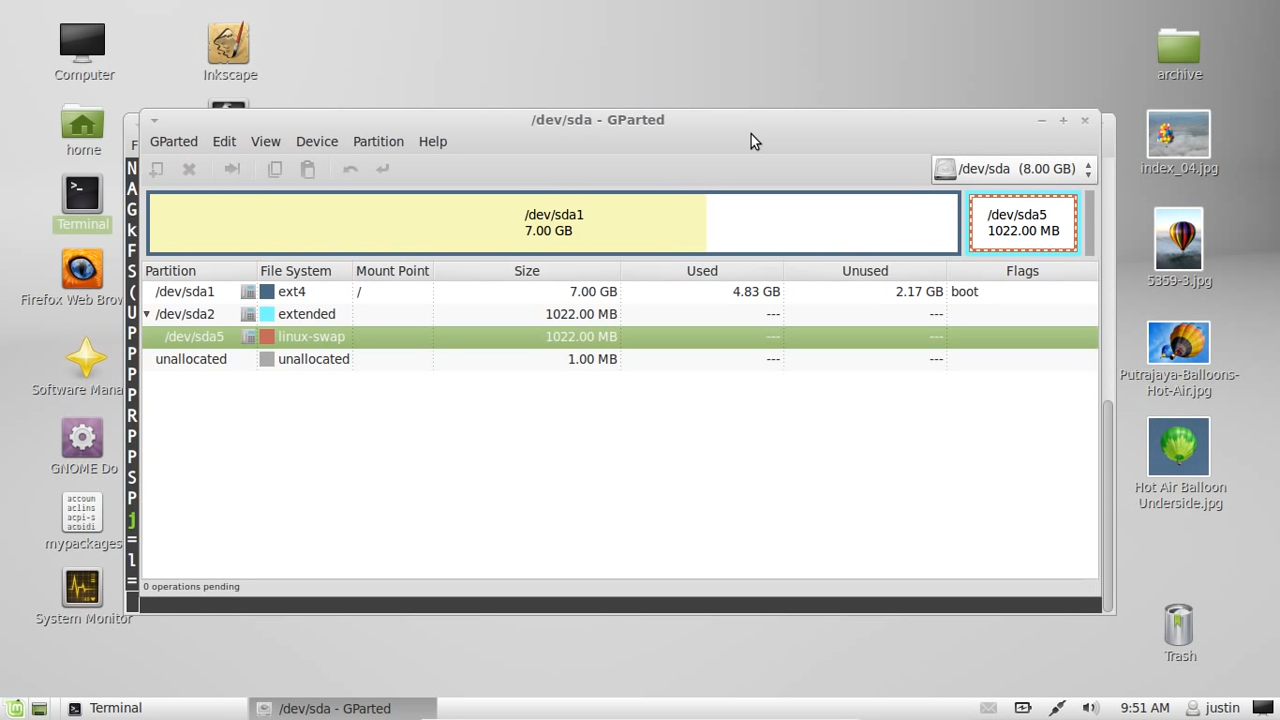 Computer
Inkscape
archive
/dev/sda - GParted
GParted Edit View Device Partition Help
/dev/sda (8.00 GB)
home
index_04.jpg
Terminal
/dev/sda1
7.00 GB
/dev/sda5
1022.00 MB
Partition File System Mount Point Size Used Unused Flags
/dev/sda1 ext4 / 7.00 GB 4.83 GB 2.17 GB boot
/dev/sda2 extended 1022.00 MB --- ---
/dev/sda5 linux-swap 1022.00 MB --- ---
unallocated unallocated 1.00 MB --- ---
Firefox Web Brow
5359-3.jpg
Software Mana
Putrajaya-Balloons-
Hot-Air.jpg
GNOME Do
Hot Air Balloon
Underside.jpg
accoun
aclins
acpi-s
acpidi
mypackages
System Monitor
0 operations pending
F
N
A
G
k
F
S
(
U
P
P
P
P
R
P
P
S
P
j
=
l
=
Trash
Terminal
/dev/sda - GParted
9:51 AM
justin